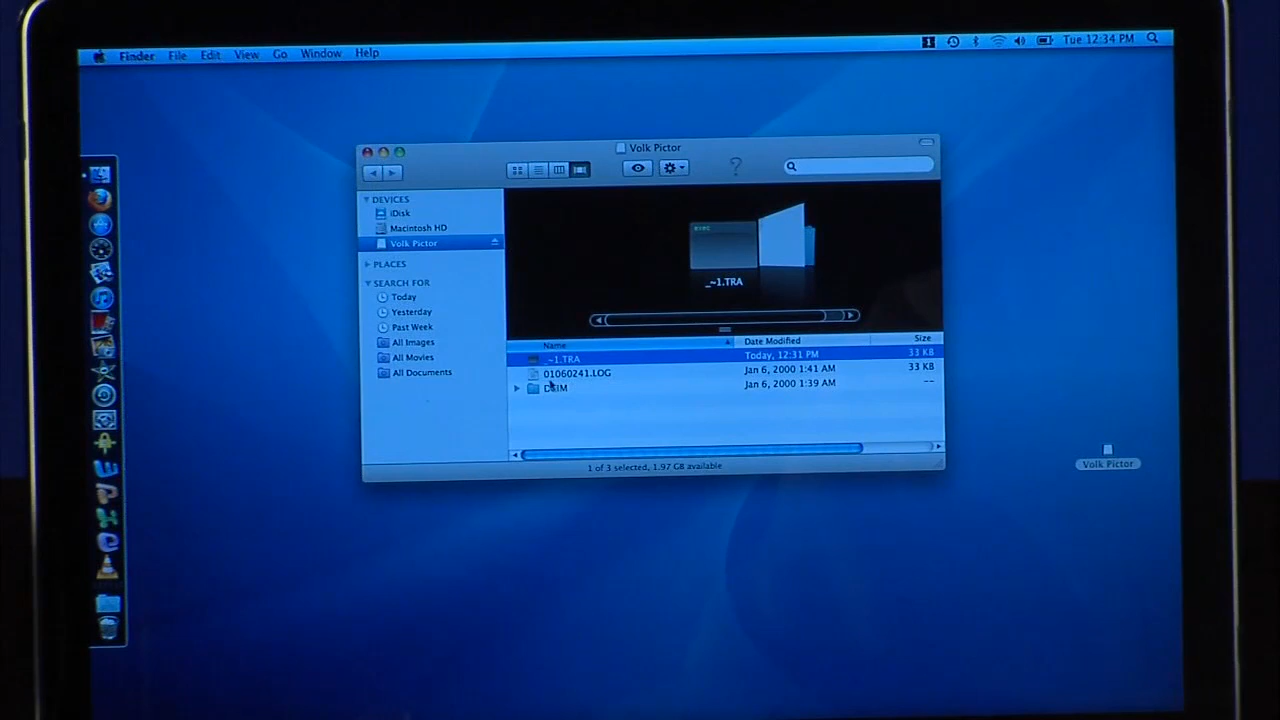 Finder File Edit View Go Window Help
Tue 12:34 PM
Volk Pictor
DEVICES
iDisk
Macintosh HD
Volk Pictor
PLACES
SEARCH FOR
Today
Yesterday
Past Week
All Images
All Movies
All Documents
_~1.TRA
Name Date Modified Size
_~1.TRA Today, 12:31 PM 33 KB
01060241.LOG Jan 6, 2000 1:41 AM 33 KB
DCIM Jan 6, 2000 1:39 AM --
1 of 3 selected, 1.97 GB available
Volk Pictor